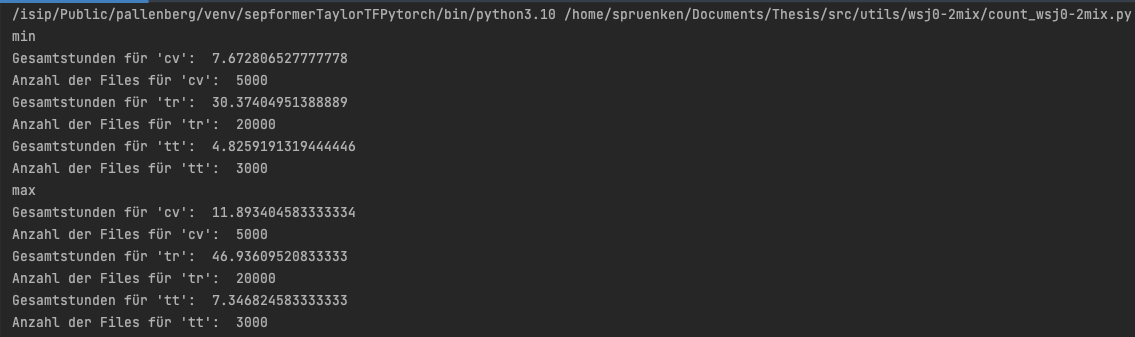 /isip/Public/pallenberg/venv/sepformerTaylorTFPytorch/bin/python3.10 /home/spruenken/Documents/Thesis/src/utils/wsj0-2mix/count_wsj0-2mix.py
min
Gesamtstunden für 'cv':  7.672806527777778
Anzahl der Files für 'cv':  5000
Gesamtstunden für 'tr':  30.37404951388889
Anzahl der Files für 'tr':  20000
Gesamtstunden für 'tt':  4.8259191319444446
Anzahl der Files für 'tt':  3000
max
Gesamtstunden für 'cv':  11.893404583333334
Anzahl der Files für 'cv':  5000
Gesamtstunden für 'tr':  46.93609520833333
Anzahl der Files für 'tr':  20000
Gesamtstunden für 'tt':  7.346824583333333
Anzahl der Files für 'tt':  3000